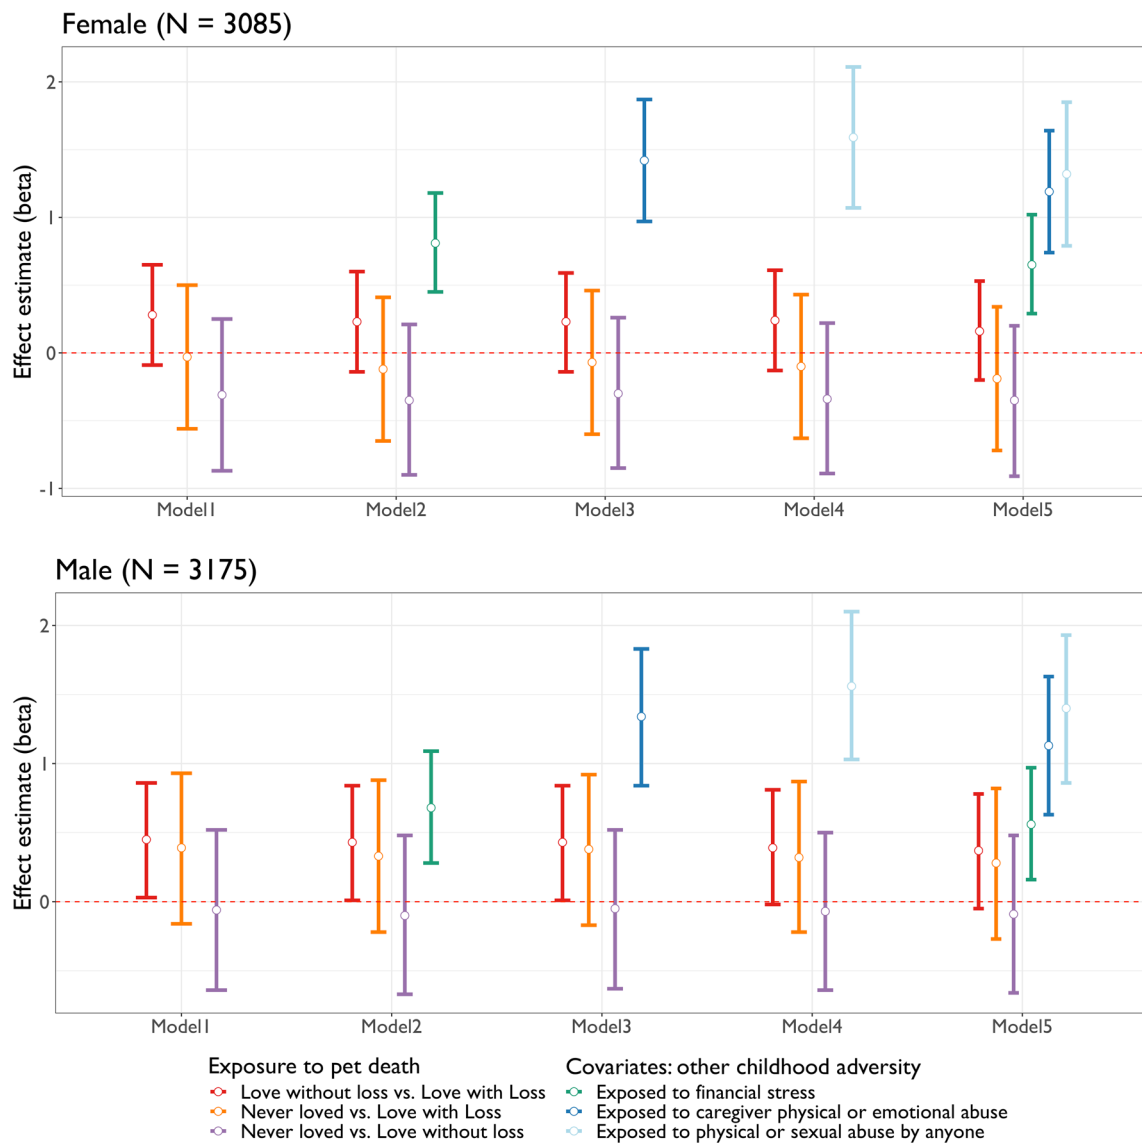 Female (N = 3085)
Effect estimate (beta)
2
1
0
-1
Model1 Model2 Model3 Model4 Model5
Male (N = 3175)
Effect estimate (beta)
2
1
0
Model1 Model2 Model3 Model4 Model5
Exposure to pet death
Love without loss vs. Love with Loss
Never loved vs. Love with Loss
Never loved vs. Love without loss
Covariates: other childhood adversity
Exposed to financial stress
Exposed to caregiver physical or emotional abuse
Exposed to physical or sexual abuse by anyone